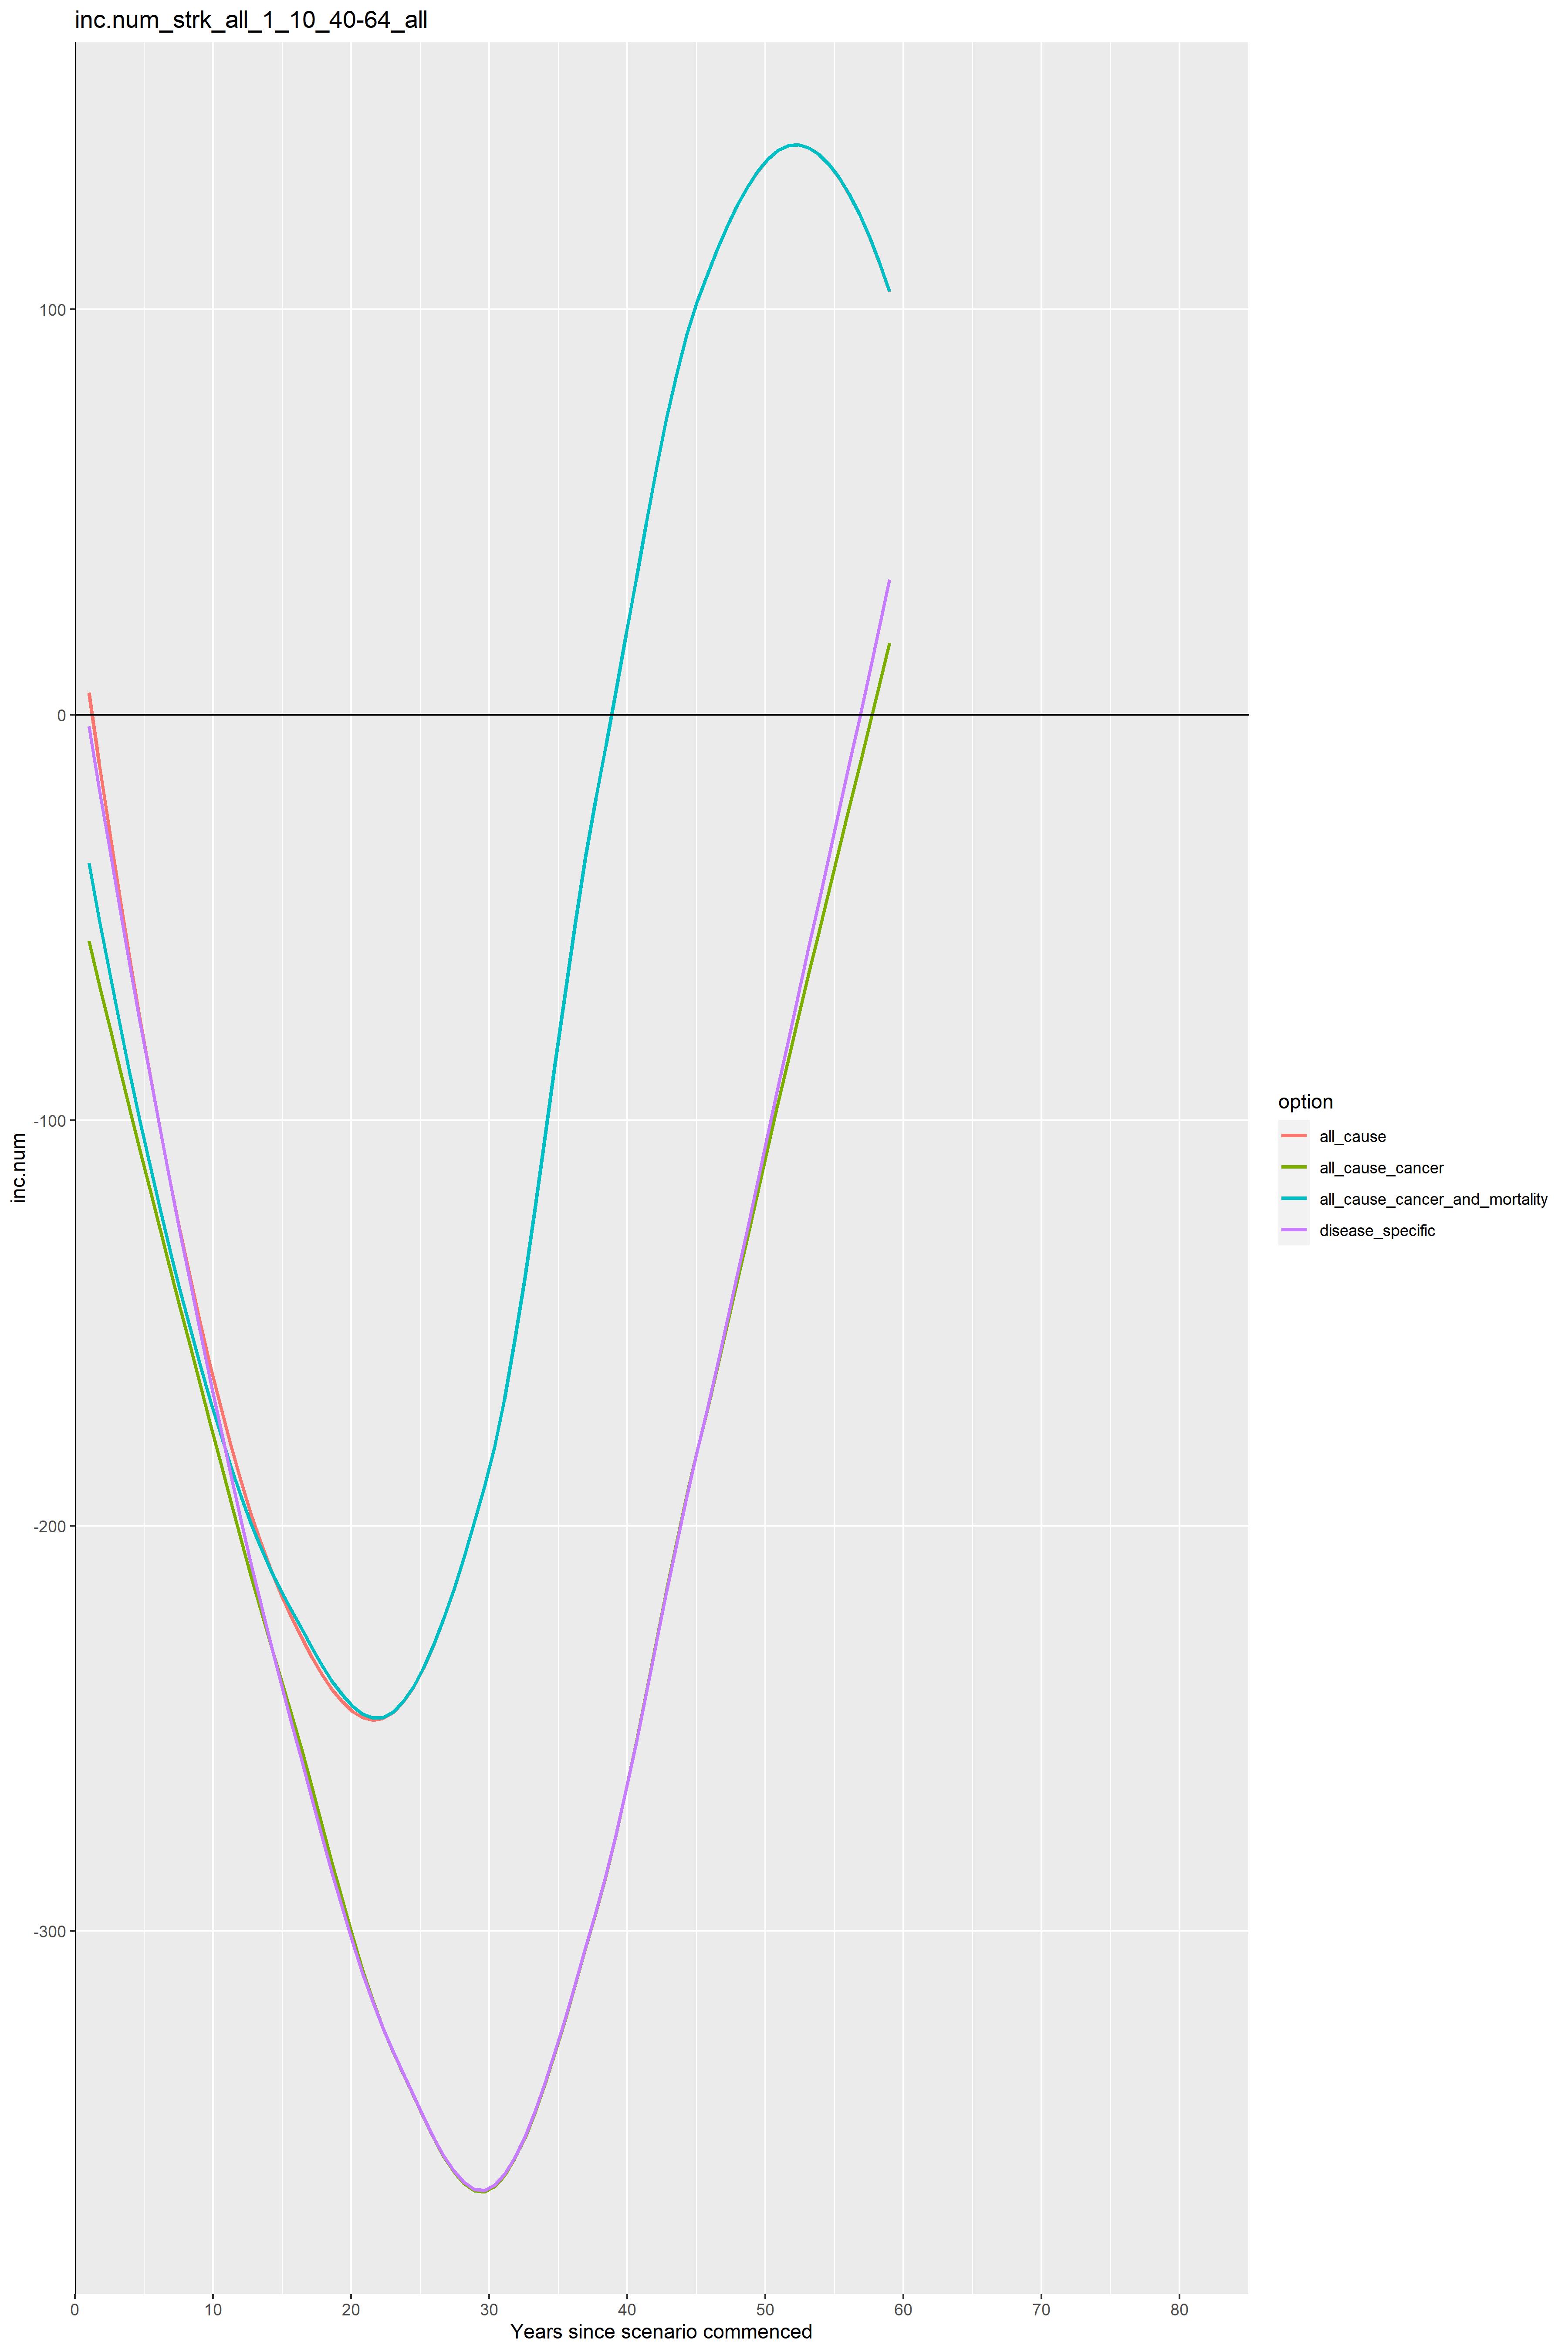 inc.num_strk_all_1_10_40-64_all
100
0
-100
-200
-300
inc.num
0 10 20 30 40 50 60 70 80
Years since scenario commenced
option
all_cause
all_cause_cancer
all_cause_cancer_and_mortality
disease_specific